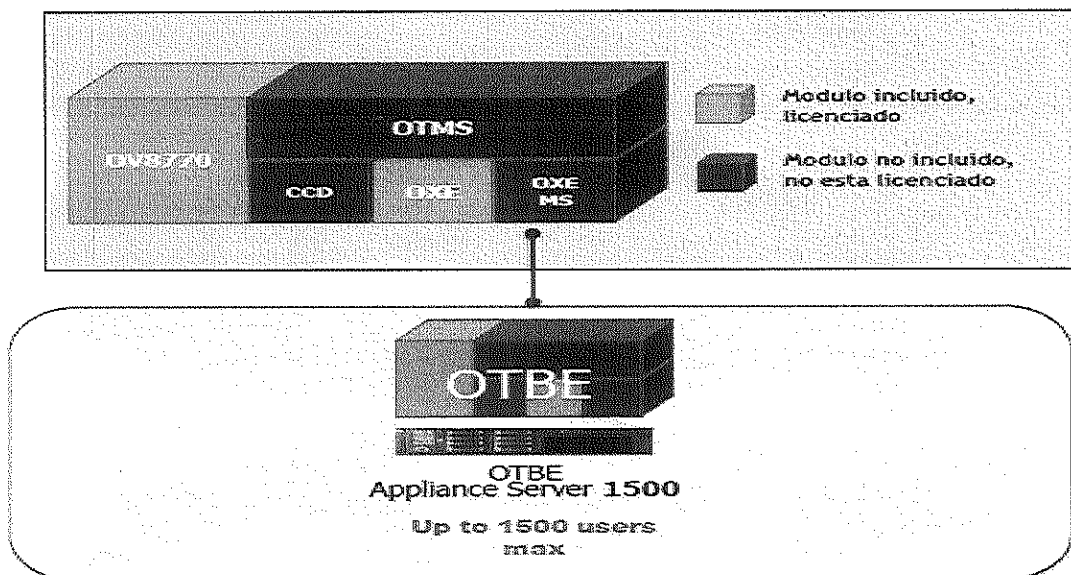 OTMS
OV8770
CCD
OXE
OXE
MS
Modulo incluido,
licenciado
Modulo no incluido,
no esta licenciado
OTBE
OTBE
Appliance Server 1500
Up to 1500 users
max